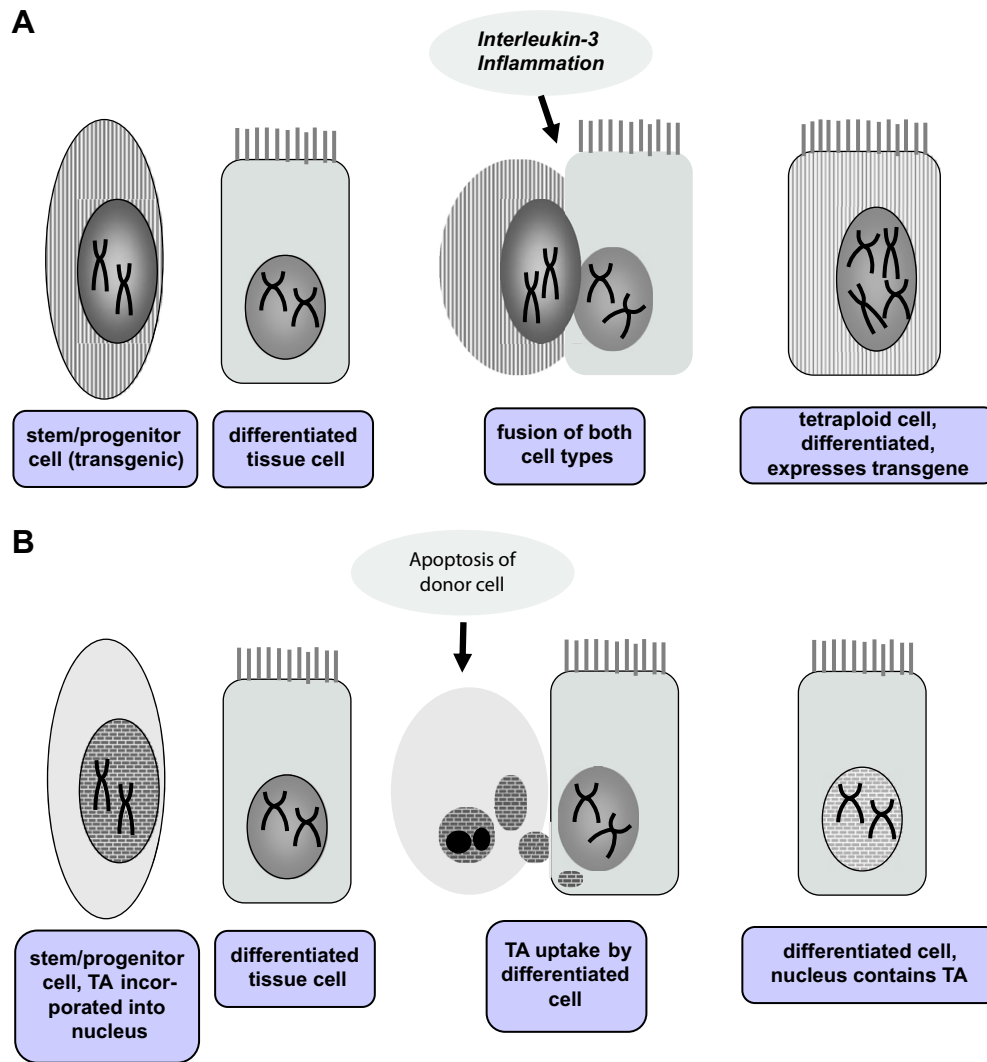 A
Interleukin-3
Inflammation
stem/progenitor
cell (transgenic)
differentiated
tissue cell
fusion of both
cell types
tetraploid cell,
differentiated,
expresses transgene
B
Apoptosis of
donor cell
stem/progenitor
cell, TA incor-
porated into
nucleus
differentiated
tissue cell
TA uptake by
differentiated
cell
differentiated cell,
nucleus contains TA